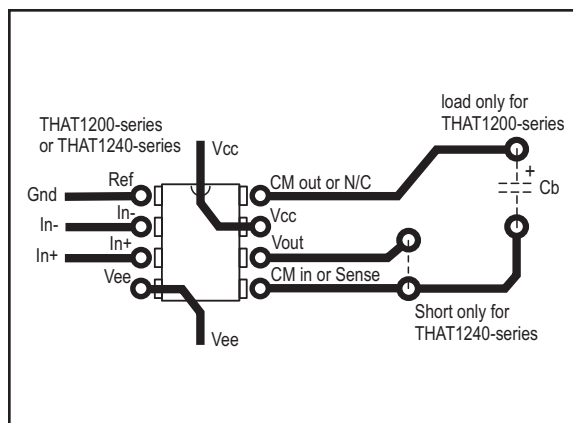 THAT1200-series
or THAT1240-series
Vcc
load only for
THAT1200-series
Gnd
Ref
CM out or N/C
+
Cb
In-
In-
Vcc
In+
In+
Vout
Vee
CM in or Sense
Short only for
THAT1240-series
Vee